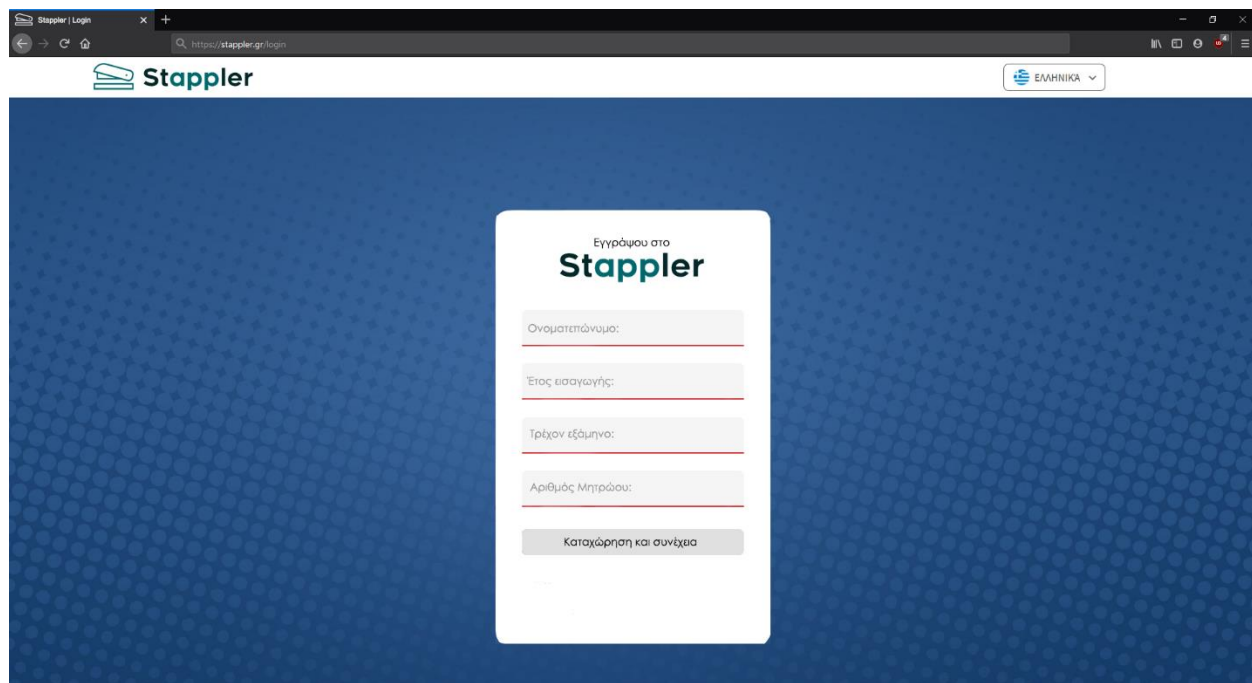 Stappler | Login
https://stappler.gr/login
Stappler
ΕΛΛΗΝΙΚΆ
Εγγράψου στο
Stappler
Ονοματεπώνυμο:
Έτος εισαγωγής:
Τρέχον εξάμηνο:
Αριθμός Μητρώου:
Καταχώρηση και συνέχεια